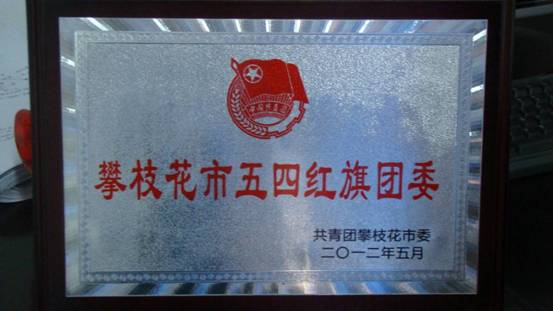 攀枝花市五四红旗团委
共青团攀枝花市委
二〇一二年五月